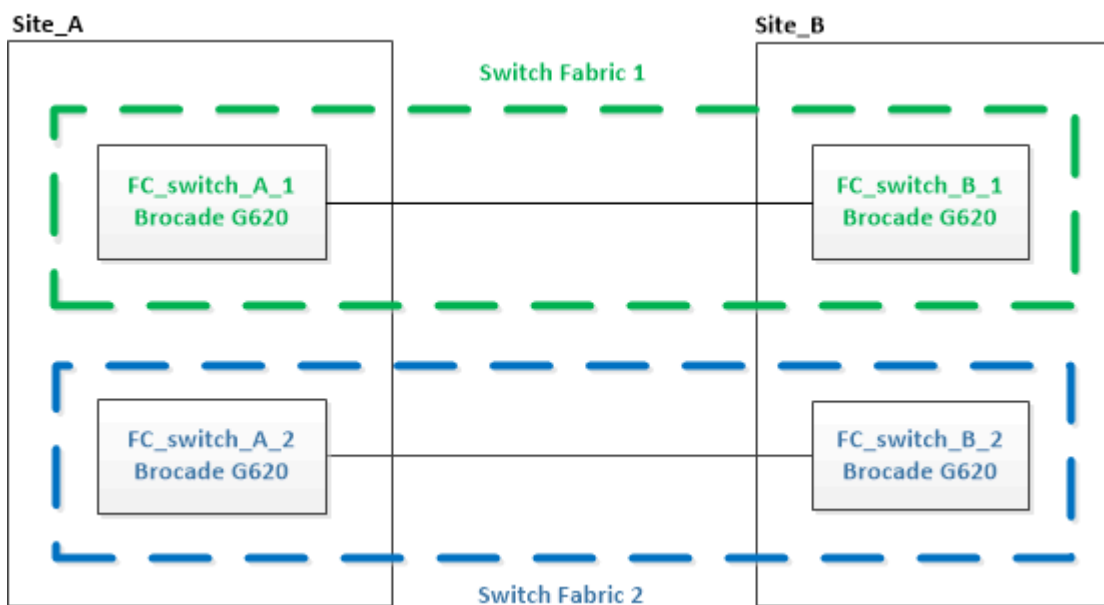 Site_A
Site_B
Switch Fabric 1
FC_switch_A_1
Brocade G620
FC_switch_B_1
Brocade G620
FC_switch_A_2
Brocade G620
FC_switch_B_2
Brocade G620
Switch Fabric 2